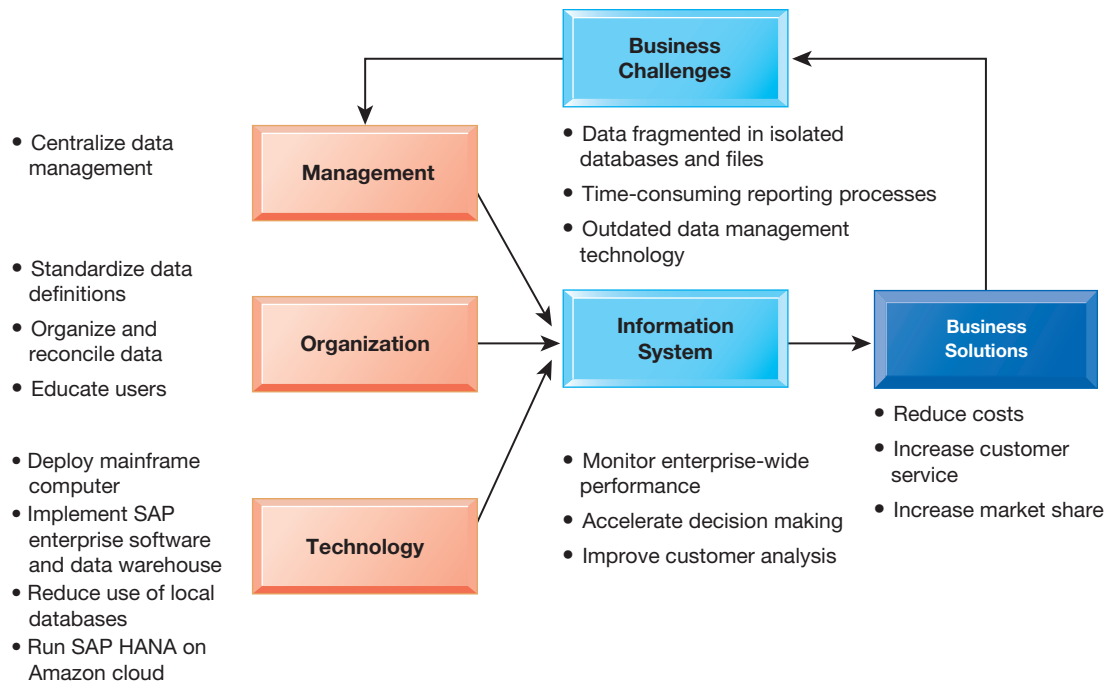 Business
Challenges
• Centralize data
management
Management
• Data fragmented in isolated
databases and files
• Time-consuming reporting processes
• Outdated data management
technology
• Standardize data
definitions
• Organize and
reconcile data
• Educate users
Organization
Information
System
Business
Solutions
• Reduce costs
• Increase customer
service
• Increase market share
• Monitor enterprise-wide
performance
• Accelerate decision making
• Improve customer analysis
• Deploy mainframe
computer
• Implement SAP
enterprise software
and data warehouse
• Reduce use of local
databases
• Run SAP HANA on
Amazon cloud
Technology